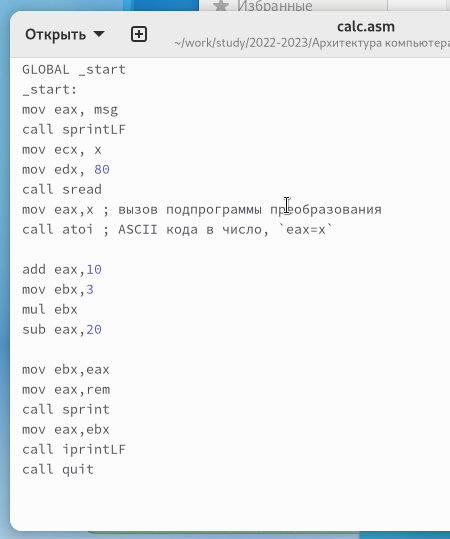 Избранные
Открыть
calc.asm
~/work/study/2022-2023/Архитектура компьютера
GLOBAL _start
_start:
mov eax, msg
call sprintLF
mov ecx, x
mov edx, 80
call sread
mov eax,x ; вызов подпрограммы преобразования
call atoi ; ASCII кода в число, `eax=x`
add eax,10
mov ebx,3
mul ebx
sub eax,20
mov ebx,eax
mov eax,rem
call sprint
mov eax,ebx
call iprintLF
call quit